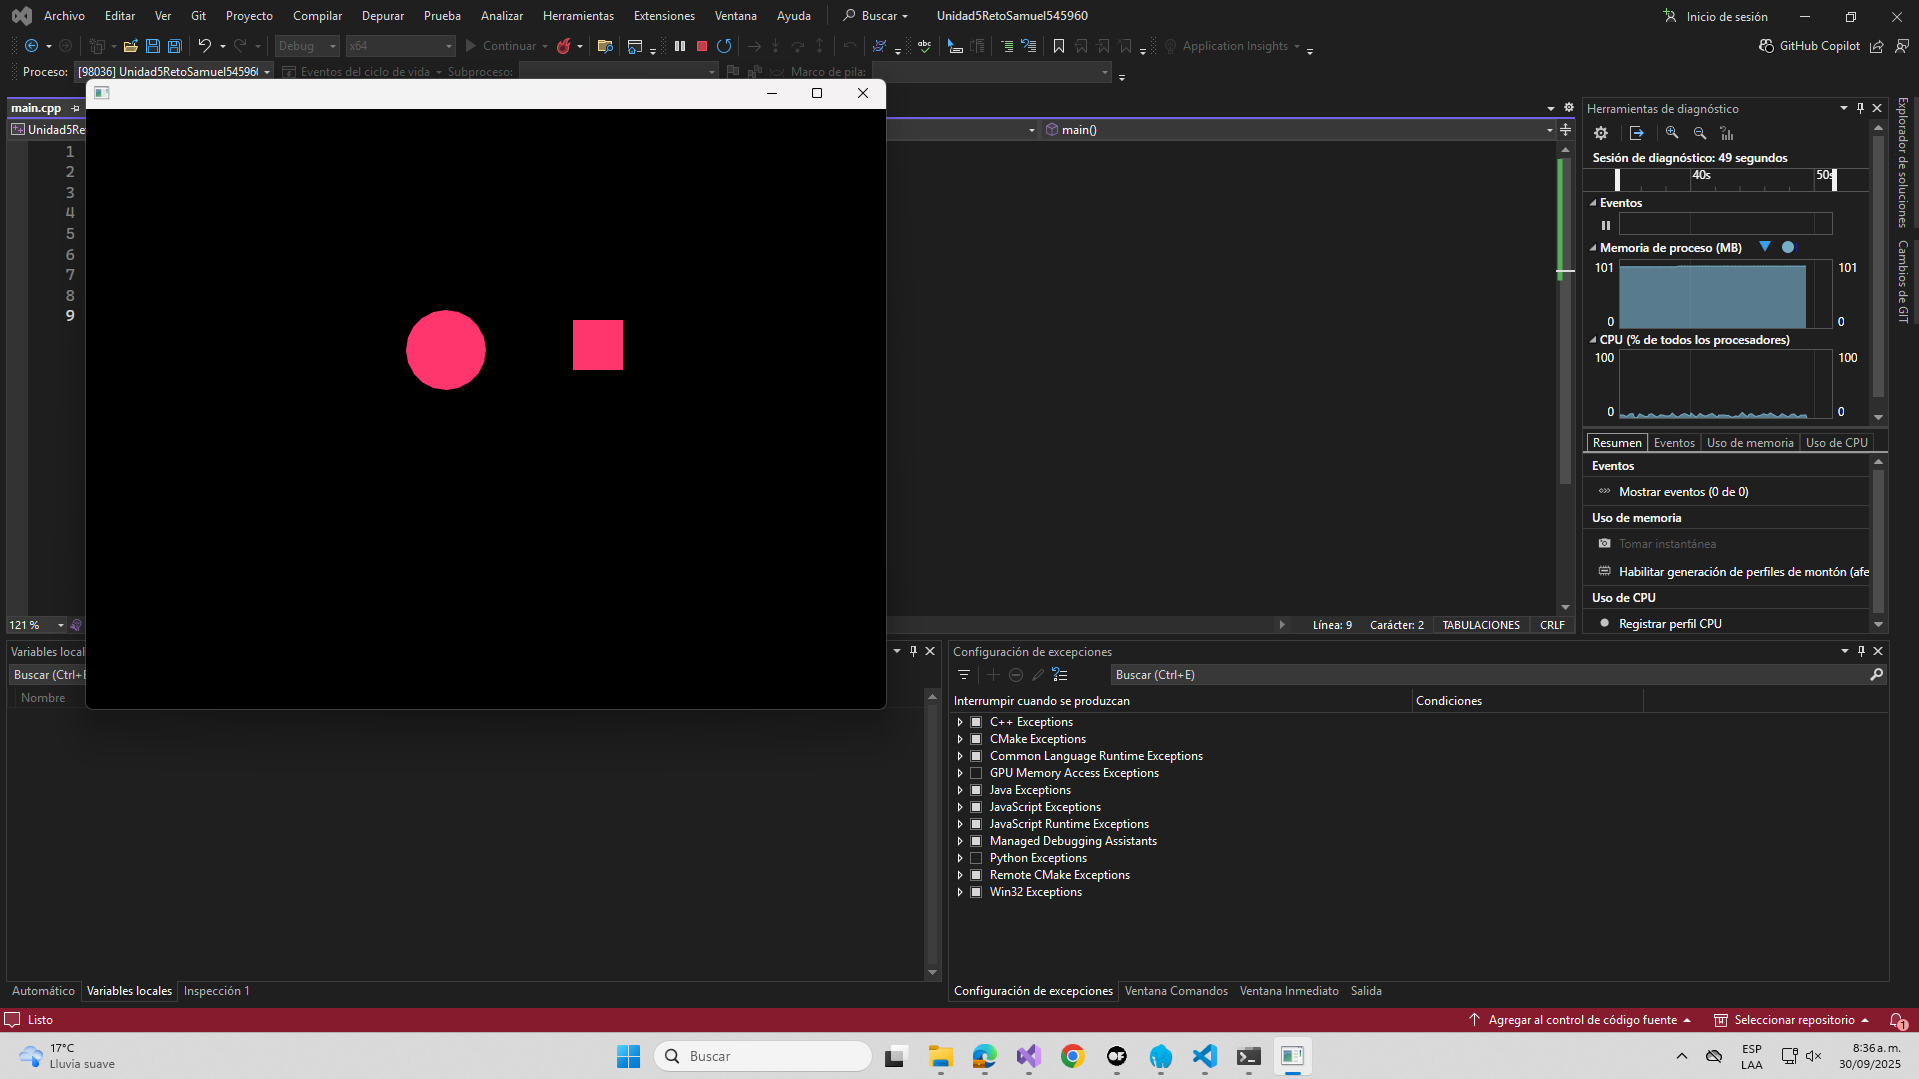 Archivo Editar Ver Git Proyecto Compilar Depurar Prueba Analizar Herramientas Extensiones Ventana Ayuda Buscar Unidad5RetoSamuel545960 Inicio de sesión
Debug x64 Continuar Application Insights GitHub Copilot
Proceso: [98036] Unidad5RetoSamuel54596 Eventos del ciclo de vida Subproceso: Marco de pila:
main.cpp
Unidad5Re main()
1
2
3
4
5
6
7
8
9
121 % Línea: 9 Carácter: 2 TABULACIONES CRLF
Herramientas de diagnóstico
Sesión de diagnóstico: 49 segundos
40s 50s
Eventos
Memoria de proceso (MB)
101 101
0 0
CPU (% de todos los procesadores)
100 100
0 0
Resumen Eventos Uso de memoria Uso de CPU
Eventos
Mostrar eventos (0 de 0)
Uso de memoria
Tomar instantánea
Habilitar generación de perfiles de montón (afe
Uso de CPU
Registrar perfil CPU
Explorador de soluciones
Cambios de GIT
Variables local
Buscar (Ctrl+E
Nombre
Automático Variables locales Inspección 1
Configuración de excepciones
Buscar (Ctrl+E)
Interrumpir cuando se produzcan Condiciones
C++ Exceptions
CMake Exceptions
Common Language Runtime Exceptions
GPU Memory Access Exceptions
Java Exceptions
JavaScript Exceptions
JavaScript Runtime Exceptions
Managed Debugging Assistants
Python Exceptions
Remote CMake Exceptions
Win32 Exceptions
Configuración de excepciones Ventana Comandos Ventana Inmediato Salida
Listo Agregar al control de código fuente Seleccionar repositorio 1
17°C
Lluvia suave
Buscar
ESP
LAA
8:36 a. m.
30/09/2025